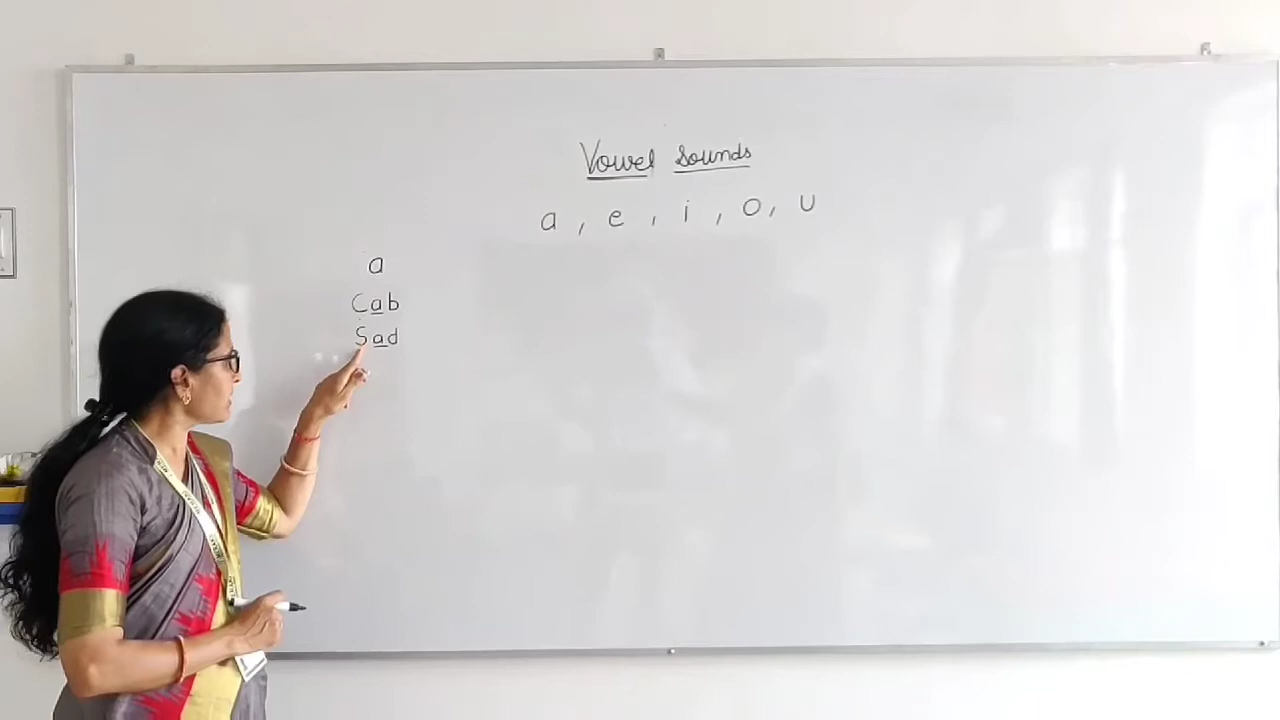 Vowel Sounds
a , e , i , o , u
a
Cab
Sad